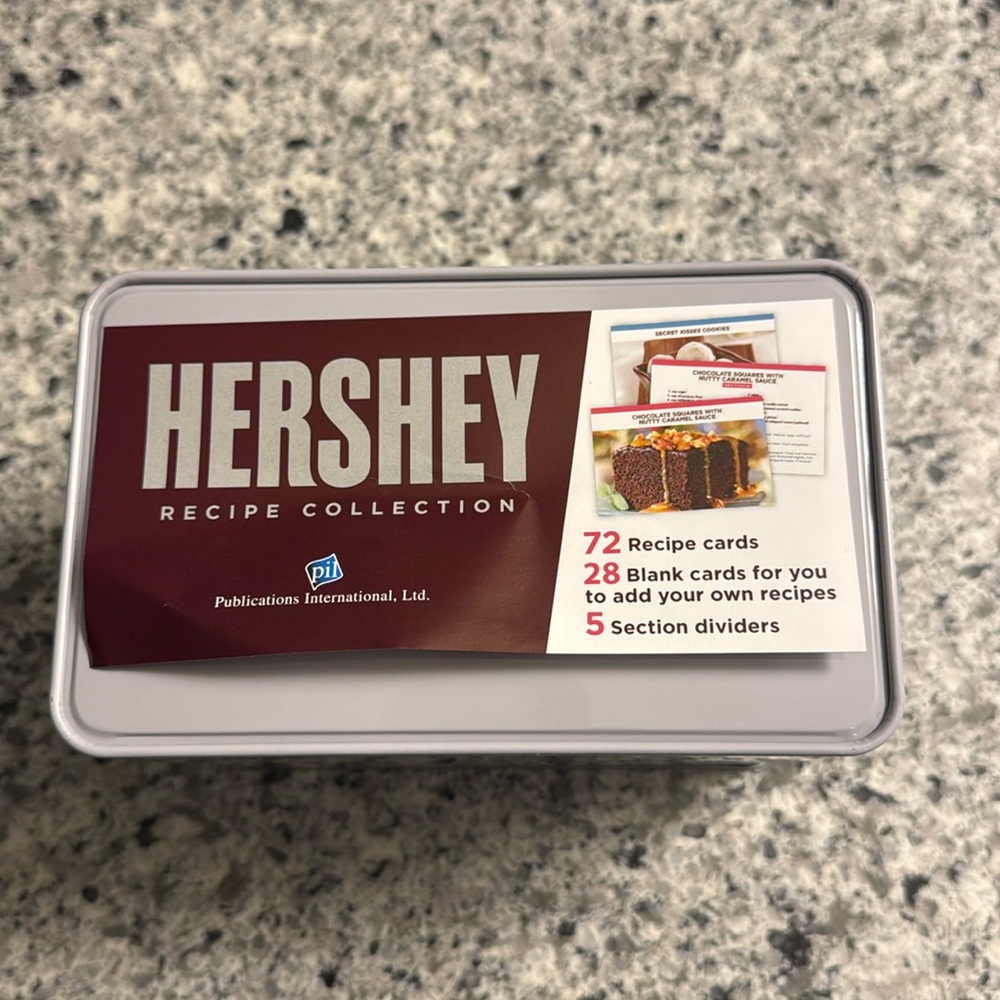 HERSHEY
RECIPE COLLECTION
pil
Publications International, Ltd.
SECRET KISSES COOKIES
CHOCOLATE SQUARES WITH
NUTTY CARAMEL SAUCE
CHOCOLATE SQUARES WITH
NUTTY CARAMEL SAUCE
72 Recipe cards
28 Blank cards for you
to add your own recipes
5 Section dividers